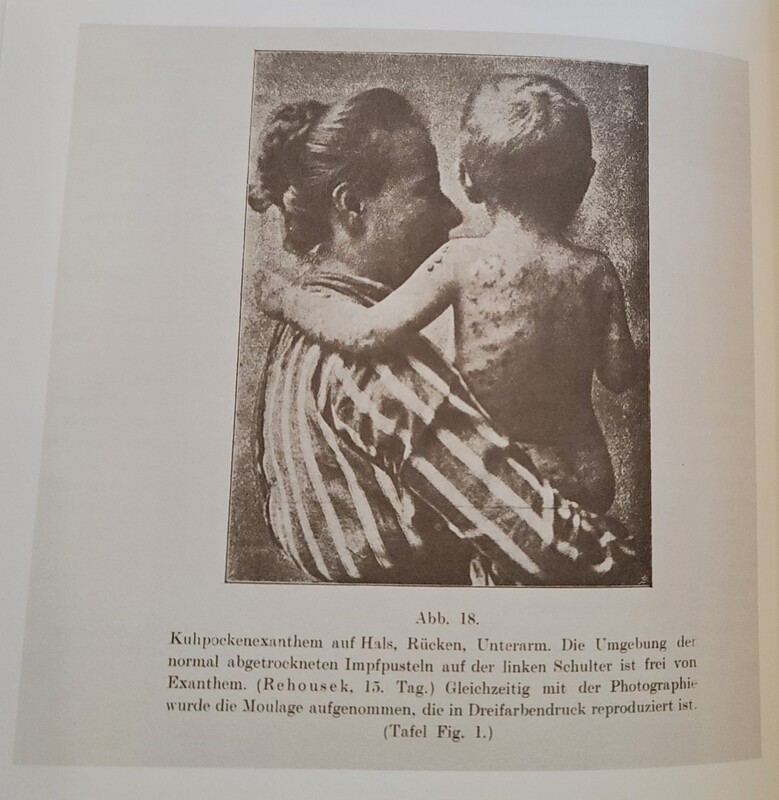 Abb. 18.
Kuhpockenexanthem auf Hals, Rücken, Unterarm. Die Umgebung der
normal abgetrockneten Impfpusteln auf der linken Schulter ist frei von
Exanthem. (Rehousek, 15. Tag.) Gleichzeitig mit der Photographie
wurde die Moulage aufgenommen, die in Dreifarbendruck reproduziert ist.
(Tafel Fig. 1.)